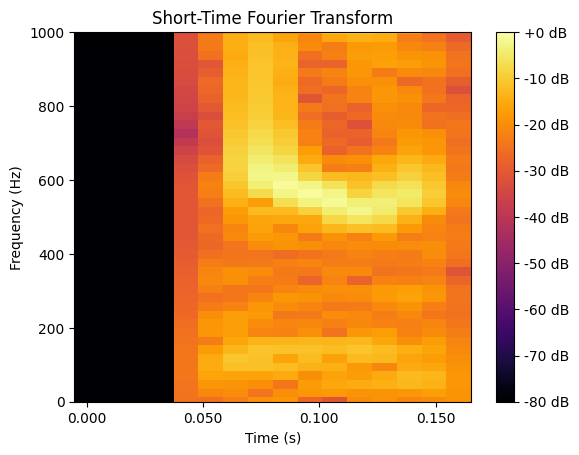 Short-Time Fourier Transform
1000
800
600
400
200
0
Frequency (Hz)
0.000
0.050
0.100
0.150
Time (s)
+0 dB
-10 dB
-20 dB
-30 dB
-40 dB
-50 dB
-60 dB
-70 dB
-80 dB